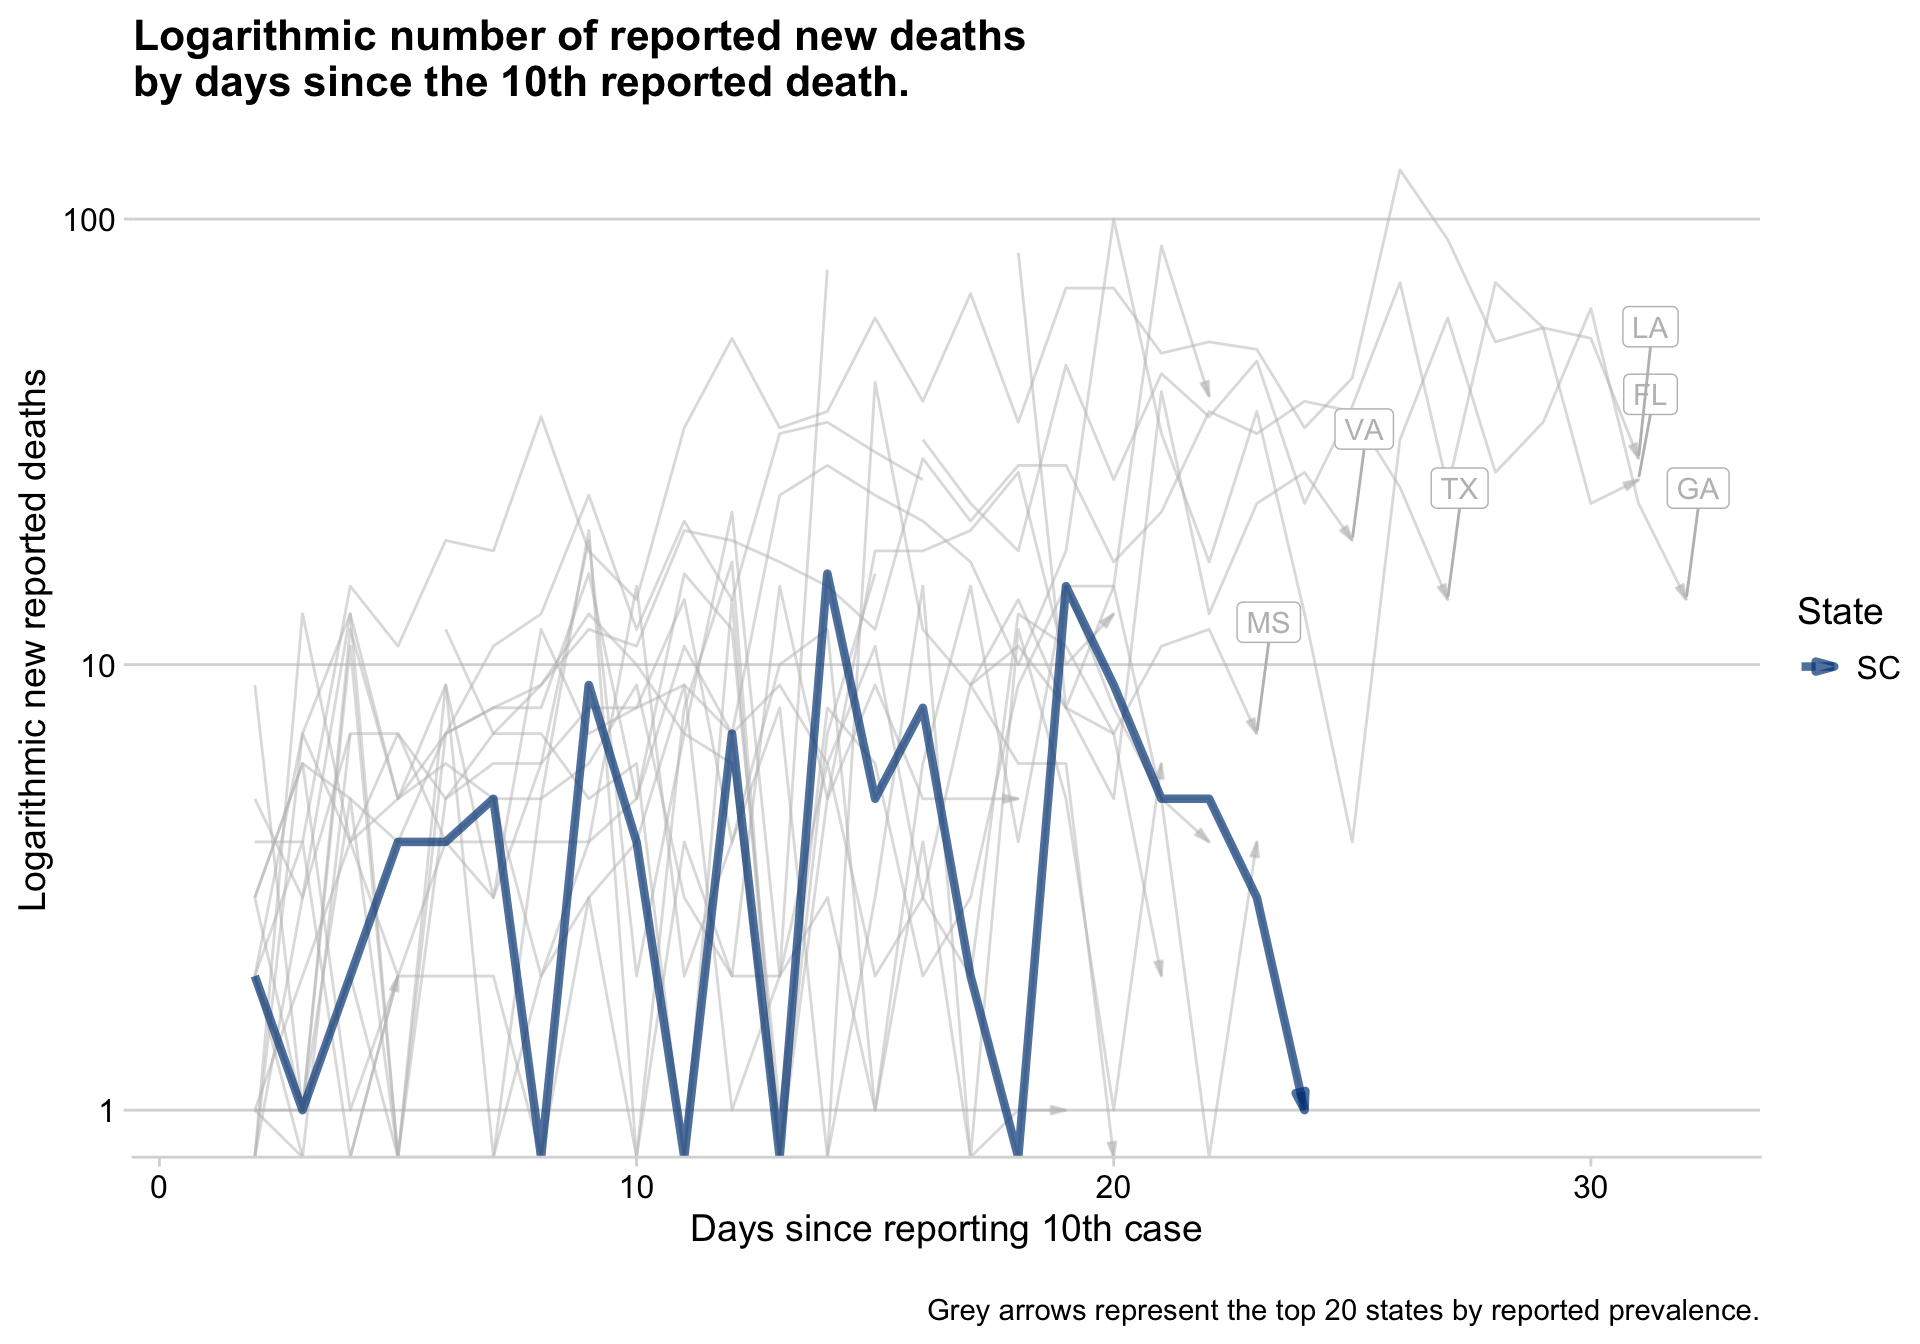 Logarithmic number of reported new deaths
by days since the 10th reported death.
Logarithmic new reported deaths
100
10
1
LA
FL
VA
TX
GA
MS
State
SC
0
10
20
30
Days since reporting 10th case
Grey arrows represent the top 20 states by reported prevalence.